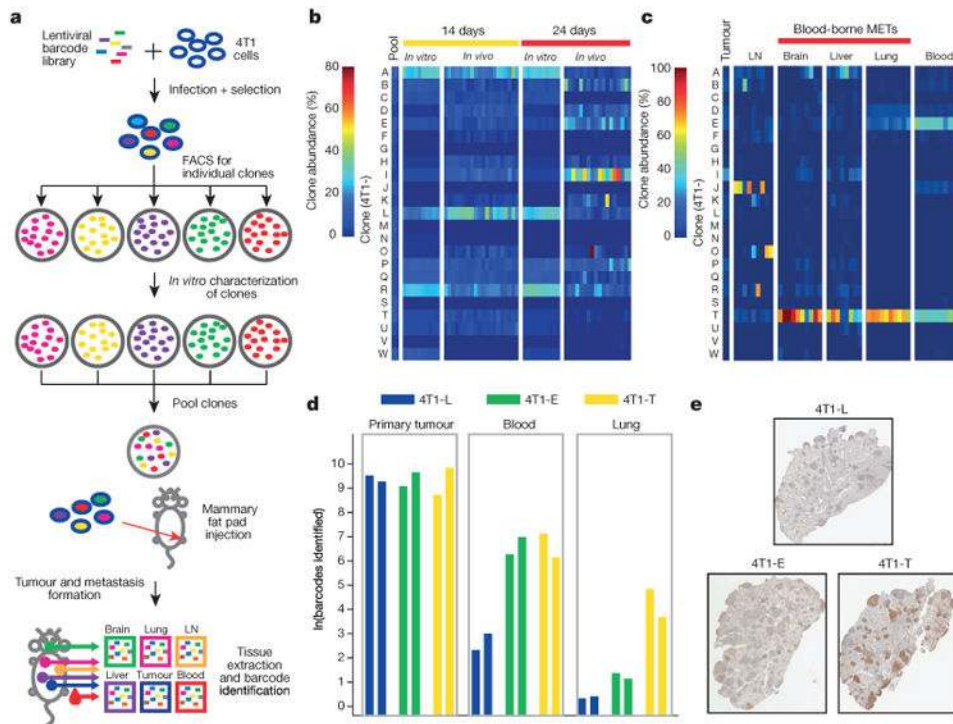 a
Lentiviral
barcode
library
4T1
cells
Infection + selection
FACS for
individual clones
In vitro characterization
of clones
Pool clones
Mammary
fat pad
injection
Tumour and metastasis
formation
Brain Lung LN
Liver Tumour Blood
Tissue
extraction
and barcode
identification
b
14 days 24 days
Pool In vitro In vivo In vitro In vivo
80
60
40
20
0
Clone abundance (%)
Clone (4T1-)
A
B
C
D
E
F
G
H
I
J
K
L
M
N
O
P
Q
R
S
T
U
V
W
c
Blood-borne METs
Tumour LN Brain Liver Lung Blood
100
80
60
40
20
0
Clone abundance (%)
Clone (4T1-)
A
B
C
D
E
F
G
H
I
J
K
L
M
N
O
P
Q
R
S
T
U
V
W
d
4T1-L 4T1-E 4T1-T
Primary tumour Blood Lung
ln(barcodes identified)
10
9
8
7
6
5
4
3
2
1
0
e
4T1-L
4T1-E 4T1-T